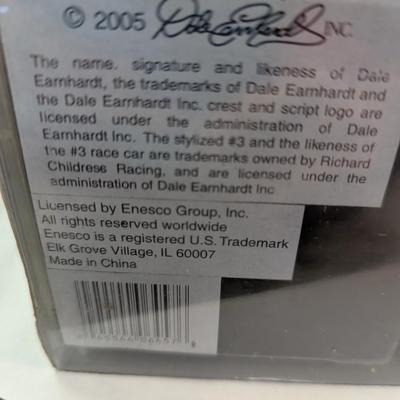 © 2005 Dale Earnhardt INC.
The name, signature and likeness of Dale
Earnhardt, the trademarks of Dale Earnhardt and
the Dale Earnhardt Inc. crest and script logo are
licensed under the administration of Dale
Earnhardt Inc. The stylized #3 and the likeness of
the #3 race car are trademarks owned by Richard
Childress Racing, and are licensed under the
administration of Dale Earnhardt Inc
Licensed by Enesco Group, Inc.
All rights reserved worldwide
Enesco is a registered U.S. Trademark
Elk Grove Village, IL 60007
Made in China